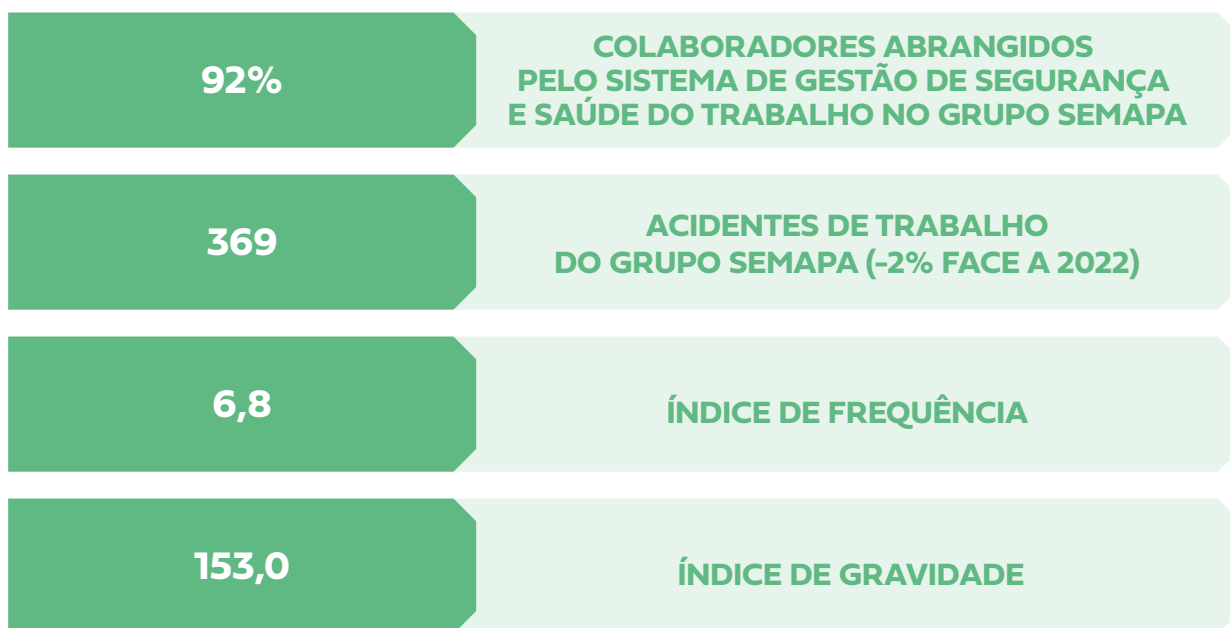 92%
COLABORADORES ABRANGIDOS
PELO SISTEMA DE GESTÃO DE SEGURANÇA
E SAÚDE DO TRABALHO NO GRUPO SEMAPA
369
ACIDENTES DE TRABALHO
DO GRUPO SEMAPA (-2% FACE A 2022)
6,8
ÍNDICE DE FREQUÊNCIA
153,0
ÍNDICE DE GRAVIDADE